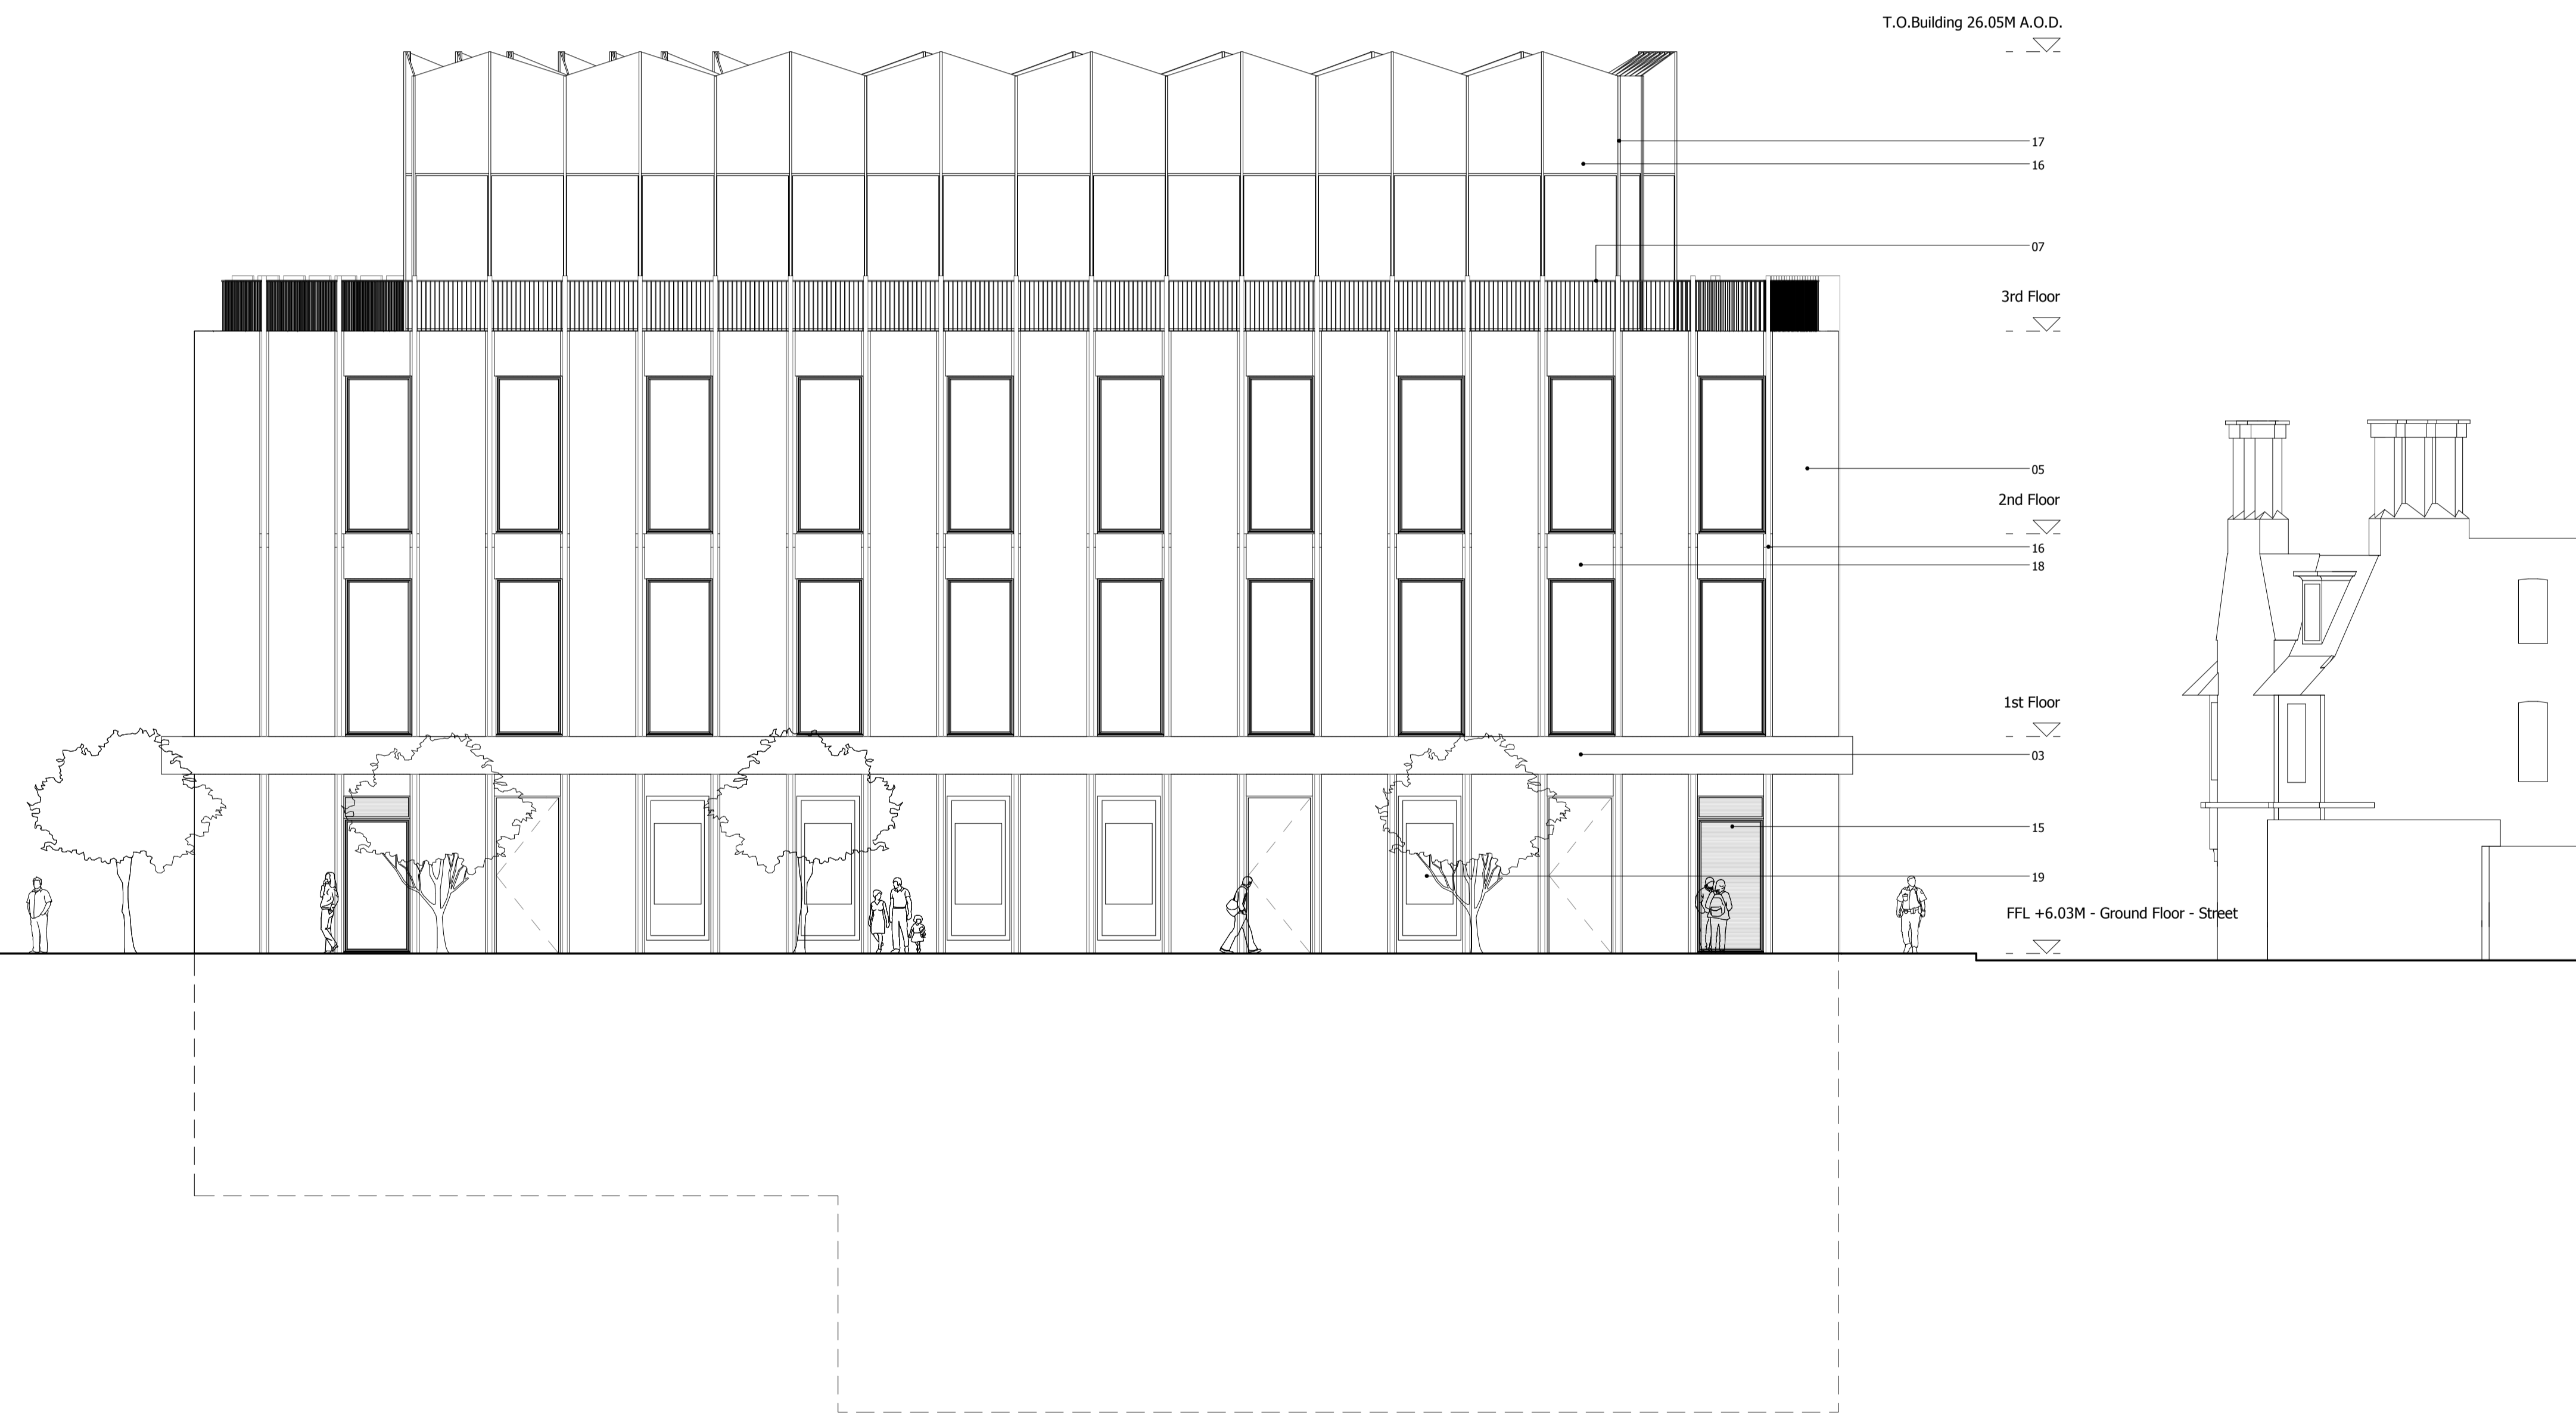 T.O.Building 26.05M A.O.D.
17
16
07
3rd Floor
05
2nd Floor
16
18
1st Floor
03
15
19
FFL +6.03M - Ground Floor - Street